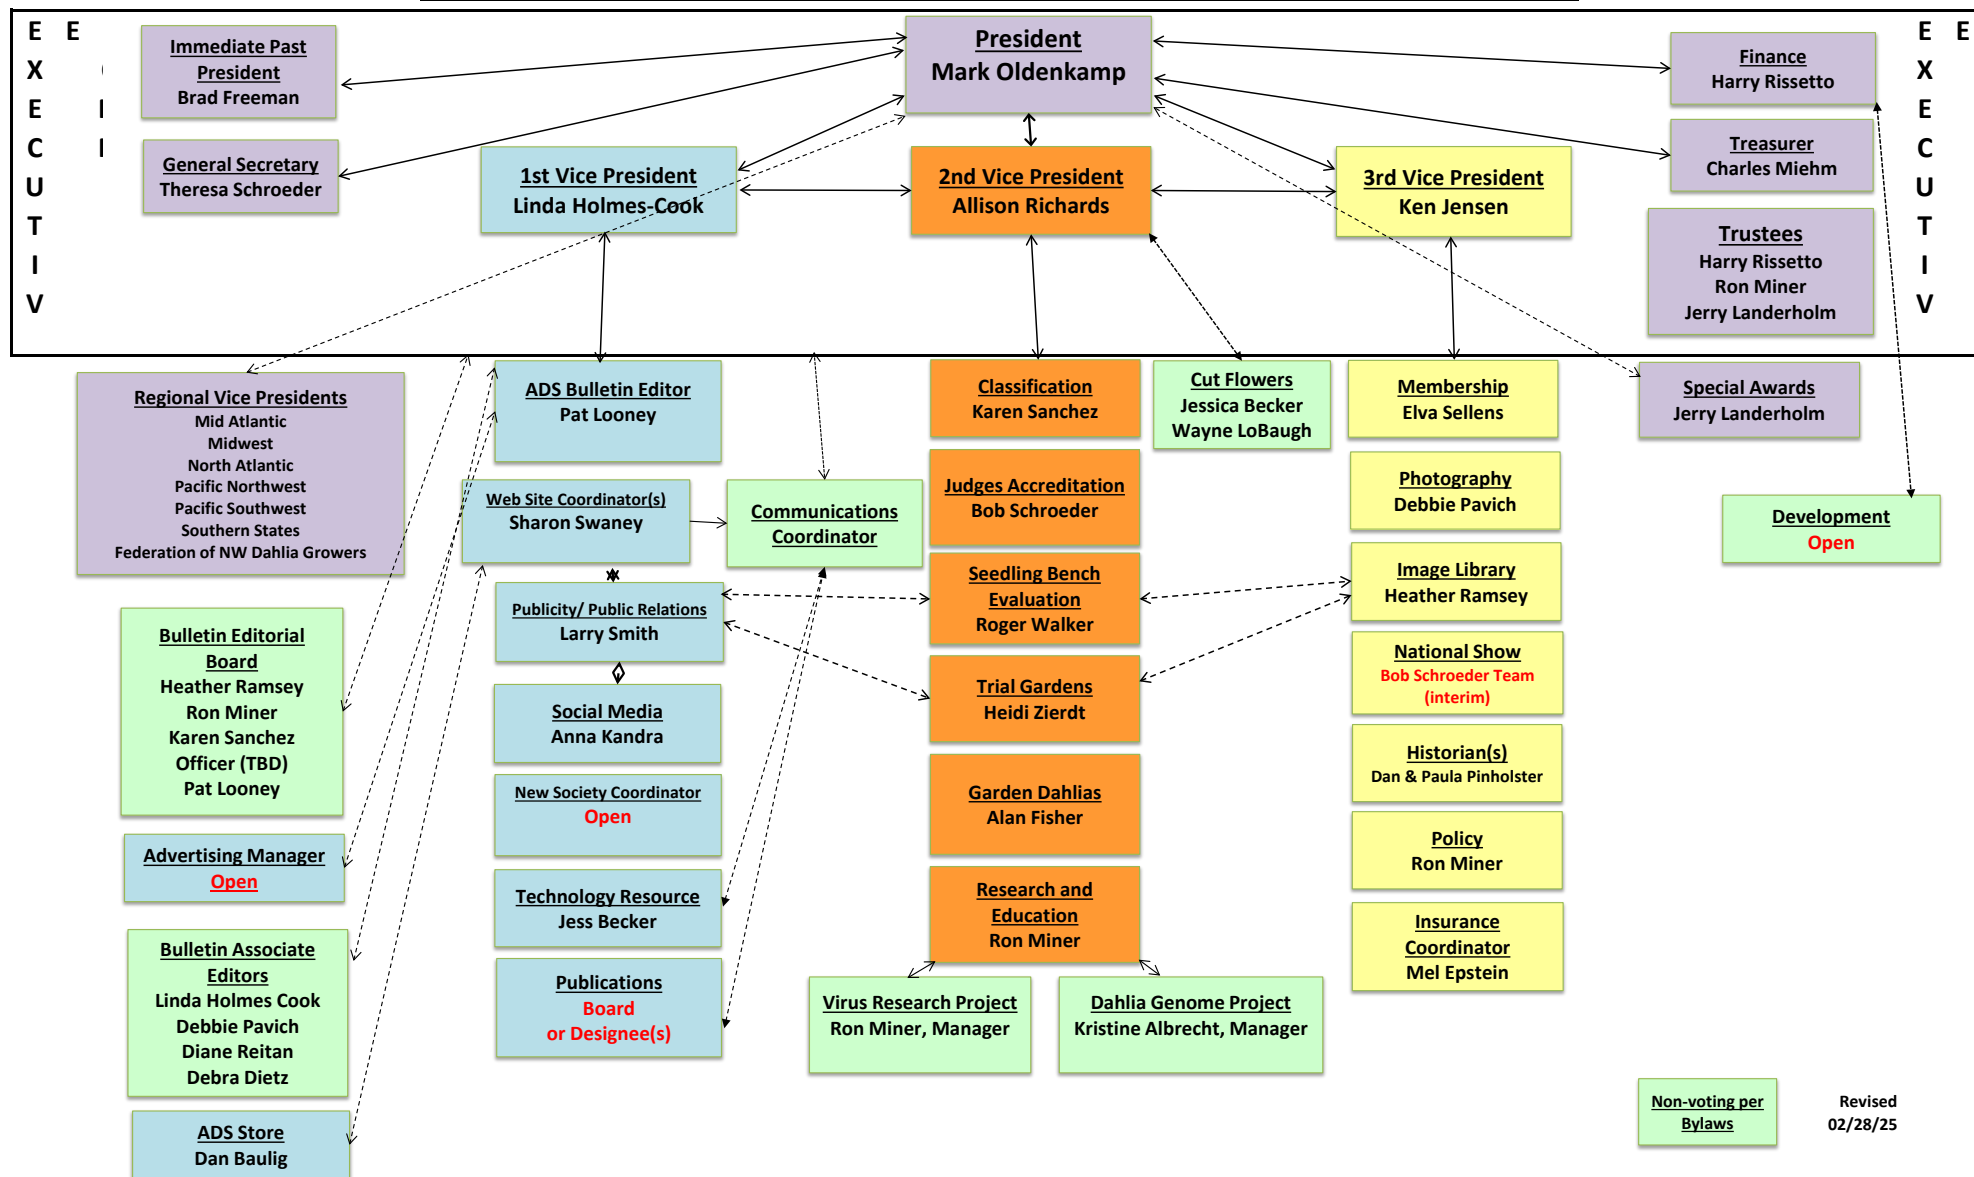 E E
X
E
C
U
T
I
V
Immediate Past
President
Brad Freeman
General Secretary
Theresa Schroeder
President
Mark Oldenkamp
1st Vice President
Linda Holmes-Cook
2nd Vice President
Allison Richards
3rd Vice President
Ken Jensen
Finance
Harry Rissetto
Treasurer
Charles Miehm
Trustees
Harry Rissetto
Ron Miner
Jerry Landerholm
E E
X
E
C
U
T
I
V
Regional Vice Presidents
Mid Atlantic
Midwest
North Atlantic
Pacific Northwest
Pacific Southwest
Southern States
Federation of NW Dahlia Growers
Bulletin Editorial
Board
Heather Ramsey
Ron Miner
Karen Sanchez
Officer (TBD)
Pat Looney
Advertising Manager
Open
Bulletin Associate
Editors
Linda Holmes Cook
Debbie Pavich
Diane Reitan
Debra Dietz
ADS Store
Dan Baulig
ADS Bulletin Editor
Pat Looney
Web Site Coordinator(s)
Sharon Swaney
Publicity/ Public Relations
Larry Smith
Social Media
Anna Kandra
New Society Coordinator
Open
Technology Resource
Jess Becker
Publications
Board
or Designee(s)
Communications
Coordinator
Classification
Karen Sanchez
Judges Accreditation
Bob Schroeder
Seedling Bench
Evaluation
Roger Walker
Trial Gardens
Heidi Zierdt
Garden Dahlias
Alan Fisher
Research and
Education
Ron Miner
Virus Research Project
Ron Miner, Manager
Dahlia Genome Project
Kristine Albrecht, Manager
Cut Flowers
Jessica Becker
Wayne LoBaugh
Membership
Elva Sellens
Photography
Debbie Pavich
Image Library
Heather Ramsey
National Show
Bob Schroeder Team
(interim)
Historian(s)
Dan & Paula Pinholster
Policy
Ron Miner
Insurance
Coordinator
Mel Epstein
Special Awards
Jerry Landerholm
Development
Open
Non-voting per
Bylaws
Revised
02/28/25